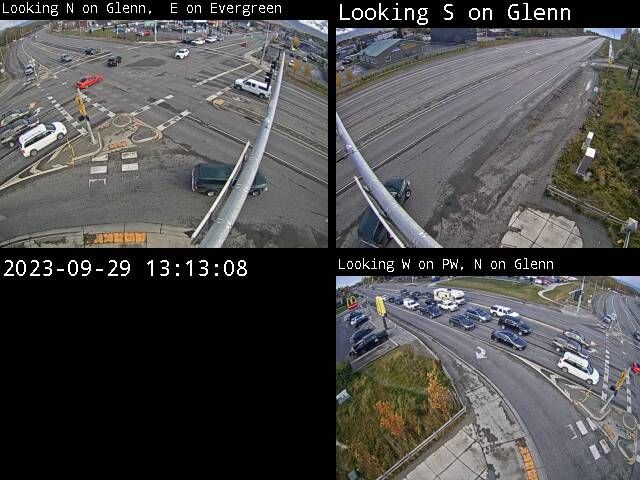 Looking N on Glenn, E on Evergreen
Looking S on Glenn
2023-09-29 13:13:08
Looking W on PW, N on Glenn